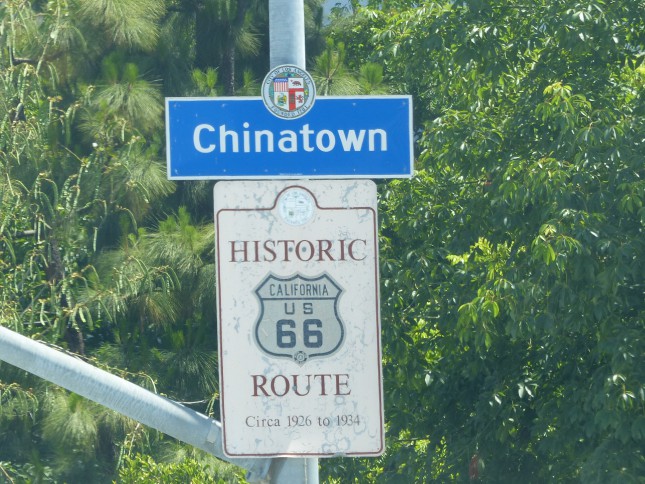 Chinatown
HISTORIC
CALIFORNIA
US
66
ROUTE
Circa 1926 to 1934